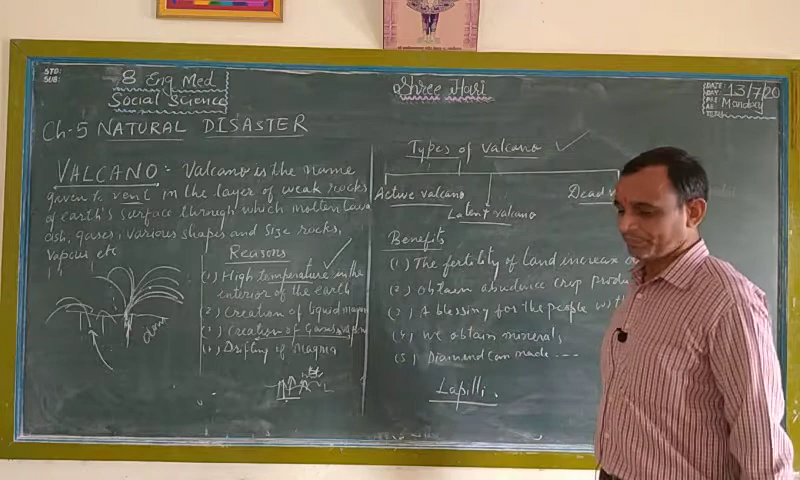 STD:
SUB:
8 Eng Med
Social Science
Shree Hari
DATE: 13/7/20
DAY: Monday
Ch-5 NATURAL DISASTER
VALCANO:- Valcano is the name
given to vent in the layer of weak rocks
of earth's surface through which molten Lava
ash, gases, various shapes and size rocks,
vapour etc
Reasons
(1) High temperature in the
interior of the earth
(2) Creation of liquid magma
(3) Creation of Gases
(4) Drifting of Magma
Types of valcano
Active valcano
Latent valcano
Dead
Benefits
(1) The fertility of land increase
(2) Obtain abundance crop
(3) A blessing for the people
(4) We obtain minerals
(5) Diamond can made ---
Lapilli.